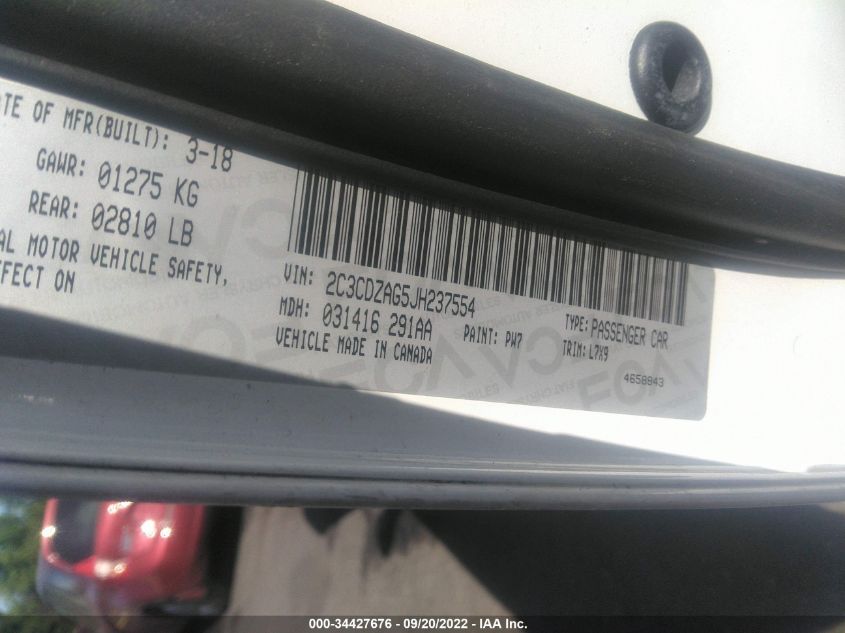 TE OF MFR(BUILT): 3-18
GAWR: 01275 KG
REAR: 02810 LB
AL MOTOR VEHICLE SAFETY,
EFFECT ON
VIN: 2C3CDZAG5JH237554
MDH: 031416 291AA
VEHICLE MADE IN CANADA
PAINT: PW7
TYPE: PASSENGER CAR
TRIM: L7X9
4658943
000-34427676 - 09/20/2022 - IAA Inc.